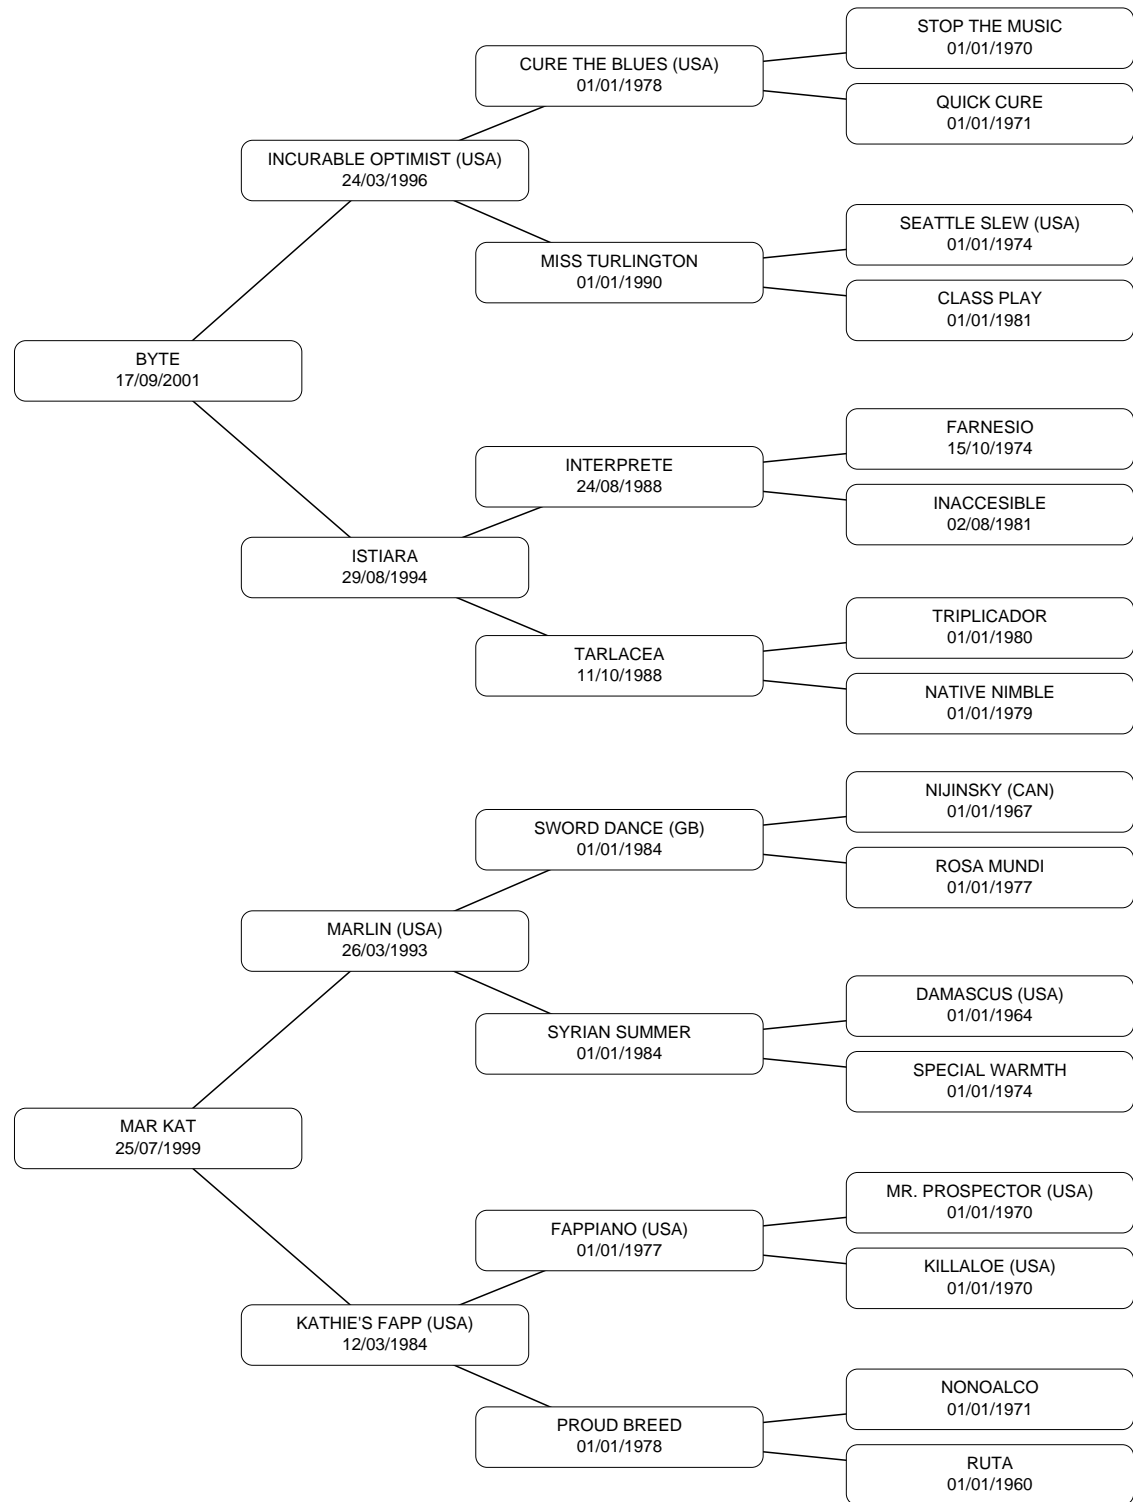 STOP THE MUSIC
01/01/1970
CURE THE BLUES (USA)
01/01/1978
QUICK CURE
01/01/1971
INCURABLE OPTIMIST (USA)
24/03/1996
SEATTLE SLEW (USA)
01/01/1974
MISS TURLINGTON
01/01/1990
CLASS PLAY
01/01/1981
BYTE
17/09/2001
FARNESIO
15/10/1974
INTERPRETE
24/08/1988
INACCESIBLE
02/08/1981
ISTIARA
29/08/1994
TRIPLICADOR
01/01/1980
TARLACEA
11/10/1988
NATIVE NIMBLE
01/01/1979
NIJINSKY (CAN)
01/01/1967
SWORD DANCE (GB)
01/01/1984
ROSA MUNDI
01/01/1977
MARLIN (USA)
26/03/1993
DAMASCUS (USA)
01/01/1964
SYRIAN SUMMER
01/01/1984
SPECIAL WARMTH
01/01/1974
MAR KAT
25/07/1999
MR. PROSPECTOR (USA)
01/01/1970
FAPPIANO (USA)
01/01/1977
KILLALOE (USA)
01/01/1970
KATHIE'S FAPP (USA)
12/03/1984
NONOALCO
01/01/1971
PROUD BREED
01/01/1978
RUTA
01/01/1960